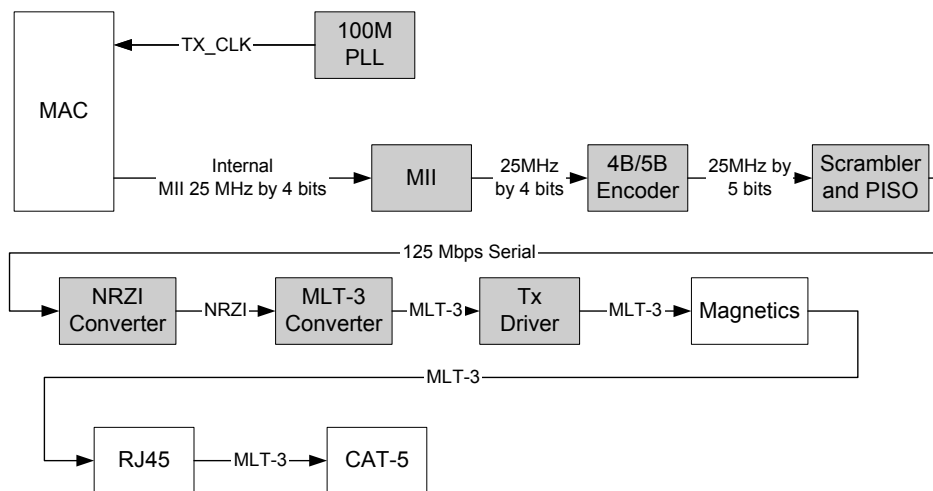 100M
PLL
TX_CLK
MAC
Internal
MII 25 MHz by 4 bits
MII
25MHz
by 4 bits
4B/5B
Encoder
25MHz by
5 bits
Scrambler
and PISO
125 Mbps Serial
NRZI
Converter
NRZI
MLT-3
Converter
MLT-3
Tx
Driver
MLT-3
Magnetics
MLT-3
RJ45
MLT-3
CAT-5